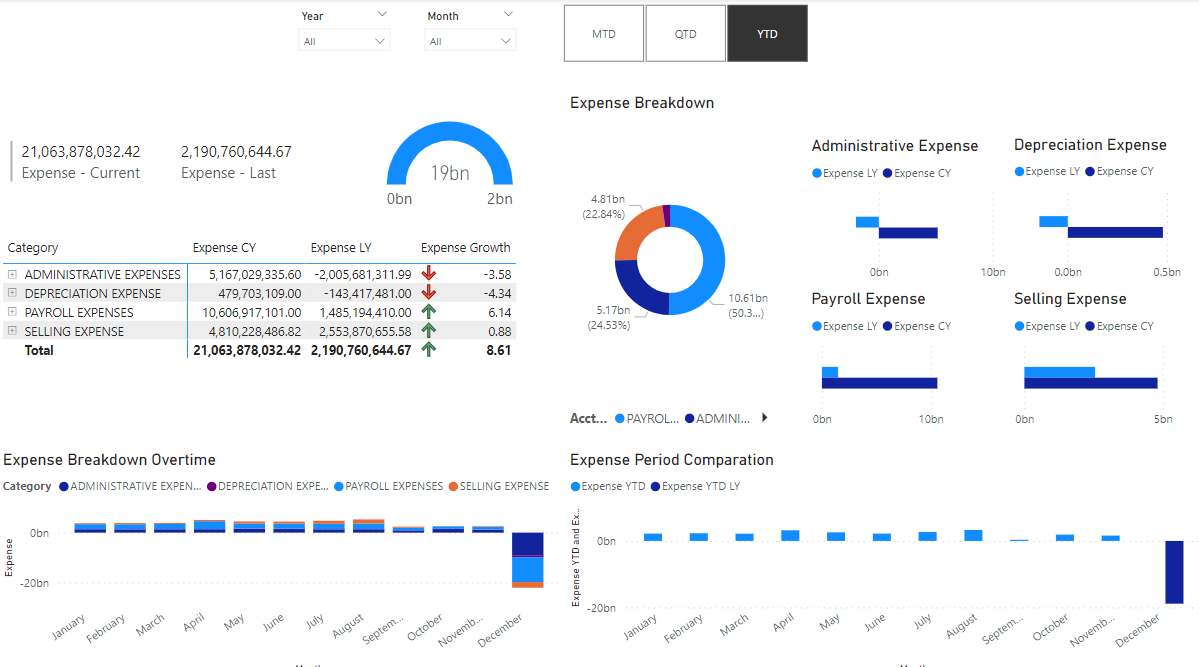 Year
Month
All
All
MTD
QTD
YTD
Expense Breakdown
21,063,878,032.42
Expense - Current
2,190,760,644.67
Expense - Last
19bn
0bn
2bn
Category Expense CY Expense LY Expense Growth
ADMINISTRATIVE EXPENSES 5,167,029,335.60 -2,005,681,311.99 -3.58
DEPRECIATION EXPENSE 479,703,109.00 -143,417,481.00 -4.34
PAYROLL EXPENSES 10,606,917,101.00 1,485,194,410.00 6.14
SELLING EXPENSE 4,810,228,486.82 2,553,870,655.58 0.88
Total 21,063,878,032.42 2,190,760,644.67 8.61
4.81bn
(22.84%)
5.17bn
(24.53%)
10.61bn
(50.3...)
Acct... PAYROL... ADMINI...
Administrative Expense
Expense LY Expense CY
0bn 10bn
Depreciation Expense
Expense LY Expense CY
0.0bn 0.5bn
Payroll Expense
Expense LY Expense CY
0bn 10bn
Selling Expense
Expense LY Expense CY
0bn 5bn
Expense Breakdown Overtime
Category ADMINISTRATIVE EXPEN... DEPRECIATION EXPE... PAYROLL EXPENSES SELLING EXPENSE
Expense
0bn
-20bn
January February March April May June July August Septem... October Novemb... December
Expense Period Comparation
Expense YTD Expense YTD LY
Expense YTD and Ex...
0bn
-20bn
January February March April May June July August Septem... October Novemb... December